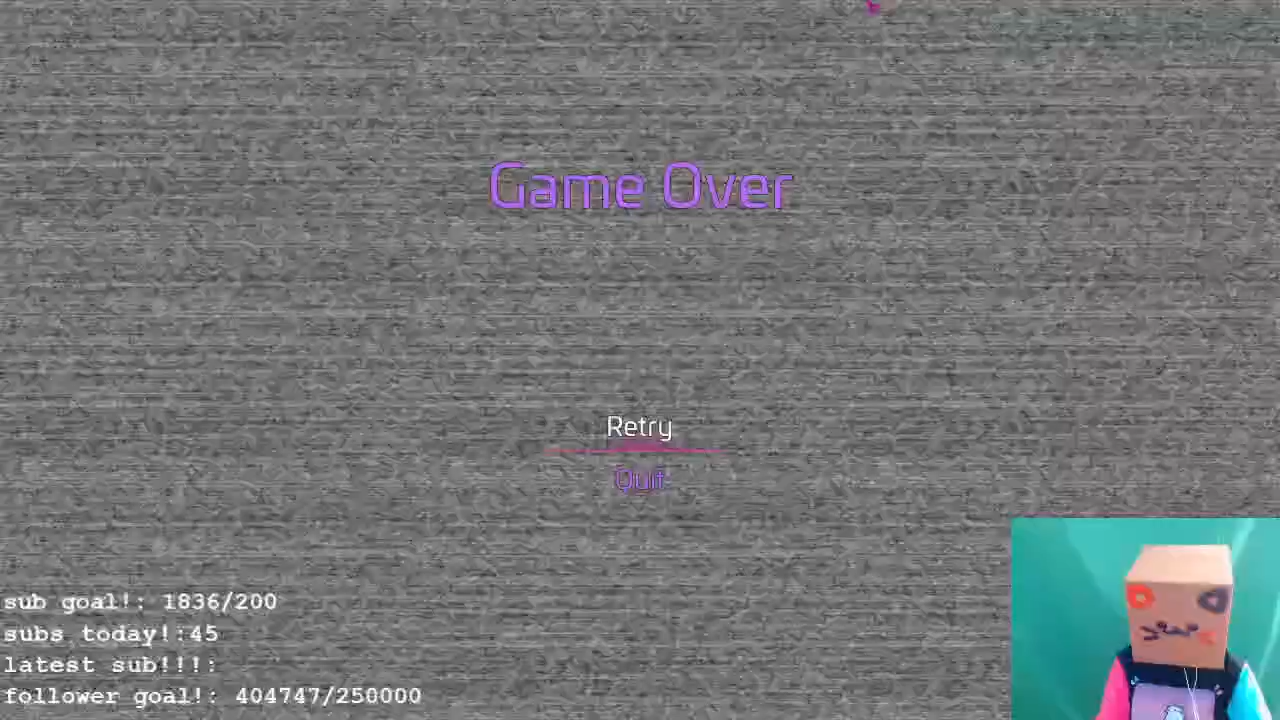 Game Over
Retry
Quit
sub goal!: 1836/200
subs today!:45
latest sub!!!:
follower goal!: 404747/250000